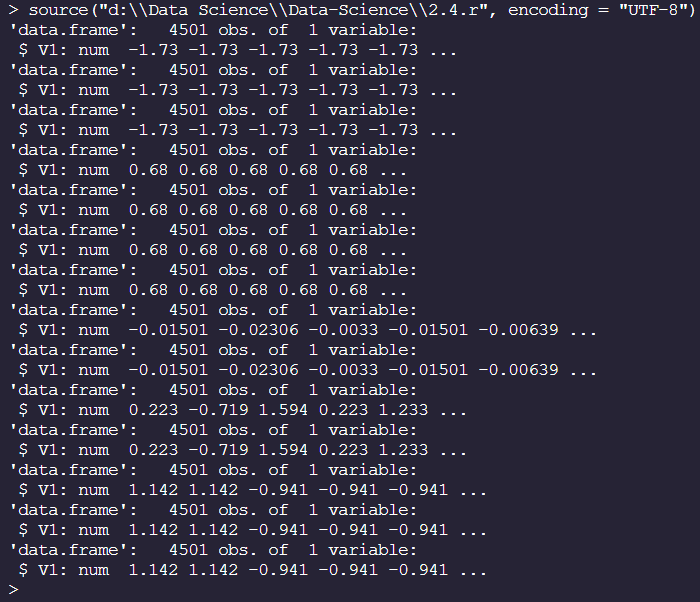 > source("d:\\Data Science\\Data-Science\\2.4.r", encoding = "UTF-8")
'data.frame':   4501 obs. of  1 variable:
 $ V1: num  -1.73 -1.73 -1.73 -1.73 -1.73 ...
'data.frame':   4501 obs. of  1 variable:
 $ V1: num  -1.73 -1.73 -1.73 -1.73 -1.73 ...
'data.frame':   4501 obs. of  1 variable:
 $ V1: num  -1.73 -1.73 -1.73 -1.73 -1.73 ...
'data.frame':   4501 obs. of  1 variable:
 $ V1: num  0.68 0.68 0.68 0.68 0.68 ...
'data.frame':   4501 obs. of  1 variable:
 $ V1: num  0.68 0.68 0.68 0.68 0.68 ...
'data.frame':   4501 obs. of  1 variable:
 $ V1: num  0.68 0.68 0.68 0.68 0.68 ...
'data.frame':   4501 obs. of  1 variable:
 $ V1: num  0.68 0.68 0.68 0.68 0.68 ...
'data.frame':   4501 obs. of  1 variable:
 $ V1: num  -0.01501 -0.02306 -0.0033 -0.01501 -0.00639 ...
'data.frame':   4501 obs. of  1 variable:
 $ V1: num  -0.01501 -0.02306 -0.0033 -0.01501 -0.00639 ...
'data.frame':   4501 obs. of  1 variable:
 $ V1: num  0.223 -0.719 1.594 0.223 1.233 ...
'data.frame':   4501 obs. of  1 variable:
 $ V1: num  0.223 -0.719 1.594 0.223 1.233 ...
'data.frame':   4501 obs. of  1 variable:
 $ V1: num  1.142 1.142 -0.941 -0.941 -0.941 ...
'data.frame':   4501 obs. of  1 variable:
 $ V1: num  1.142 1.142 -0.941 -0.941 -0.941 ...
'data.frame':   4501 obs. of  1 variable:
 $ V1: num  1.142 1.142 -0.941 -0.941 -0.941 ...
>